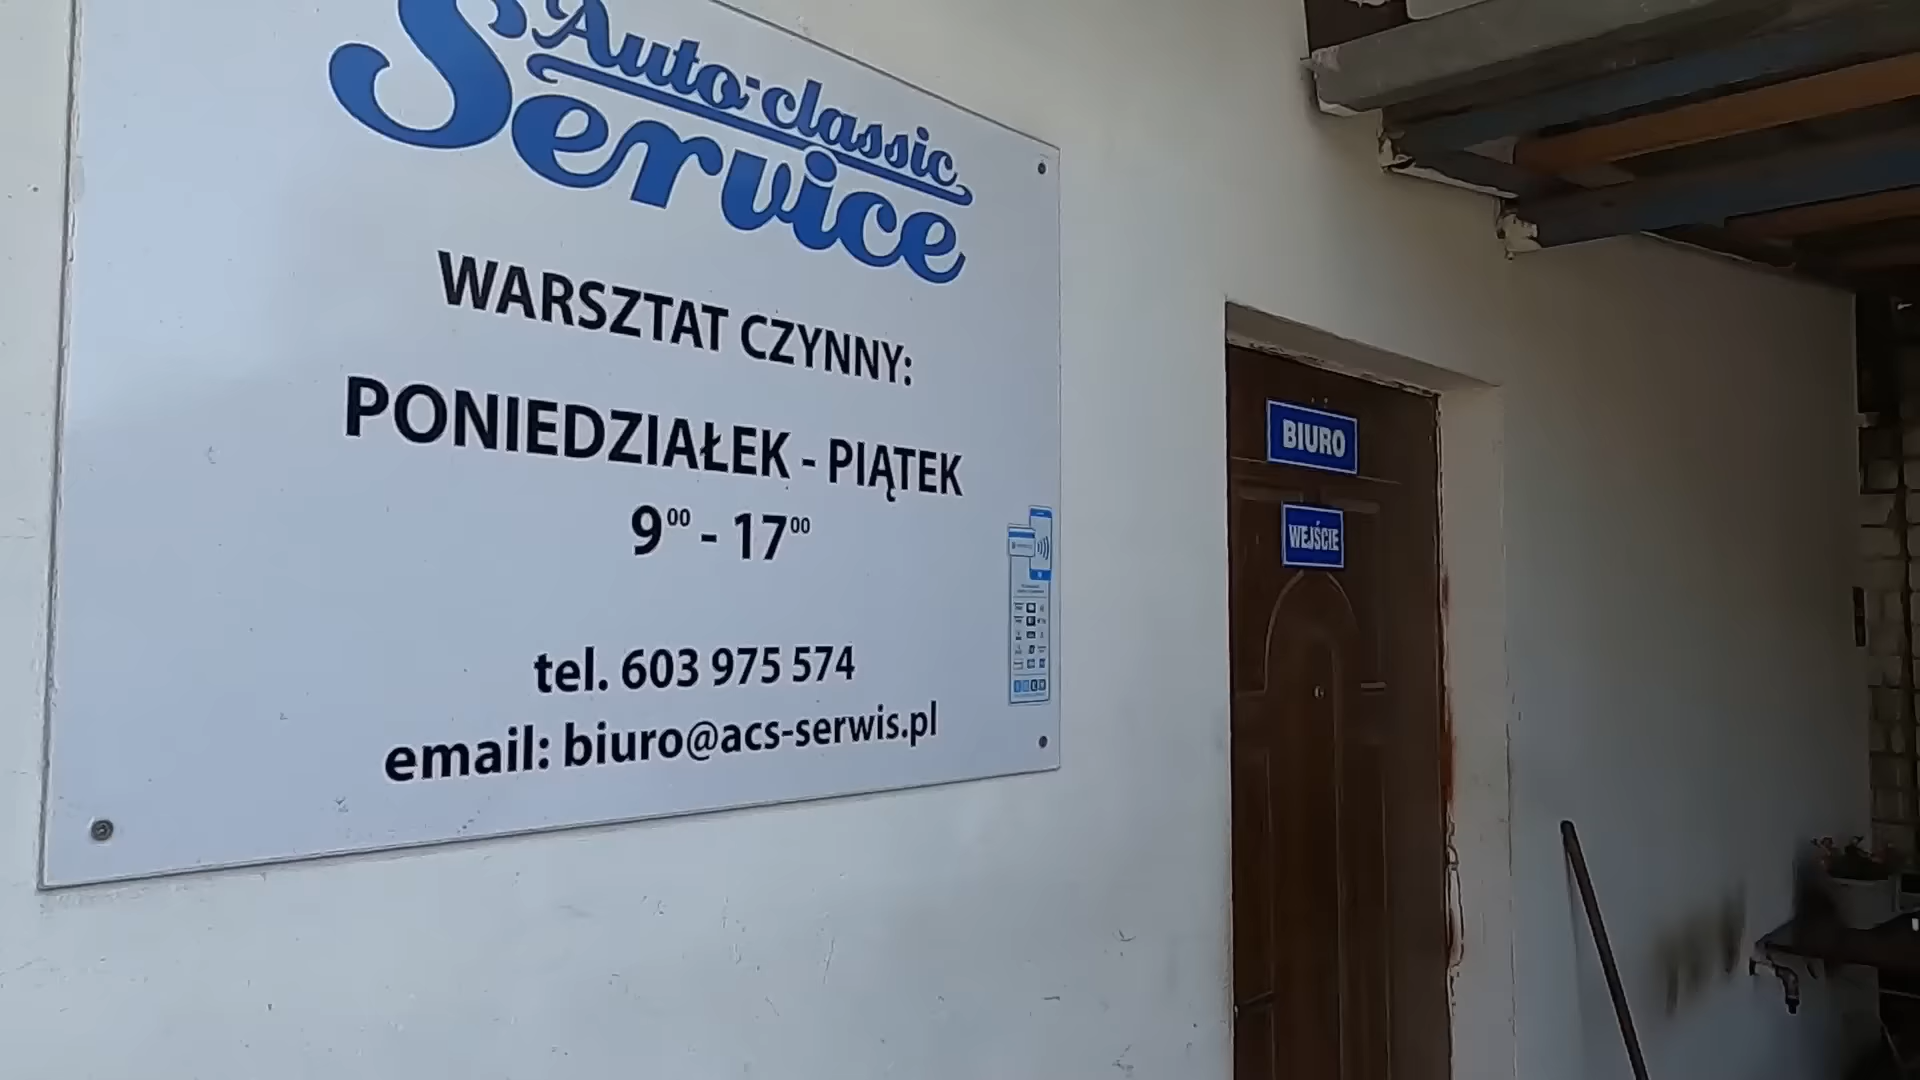 Auto-classic
Service
WARSZTAT CZYNNY:
PONIEDZIAŁEK - PIĄTEK
9⁰⁰ - 17⁰⁰
tel. 603 975 574
email: biuro@acs-serwis.pl
BIURO
WEJŚCIE